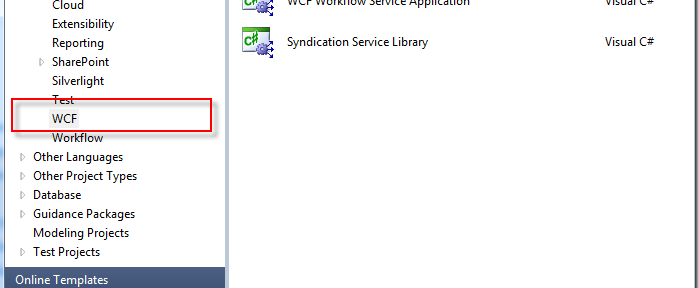 Cloud
Extensibility
Reporting
SharePoint
Silverlight
Test
WCF
Workflow
Other Languages
Other Project Types
Database
Guidance Packages
Modeling Projects
Test Projects
Online Templates
WCF Workflow Service Application Visual C#
Syndication Service Library Visual C#